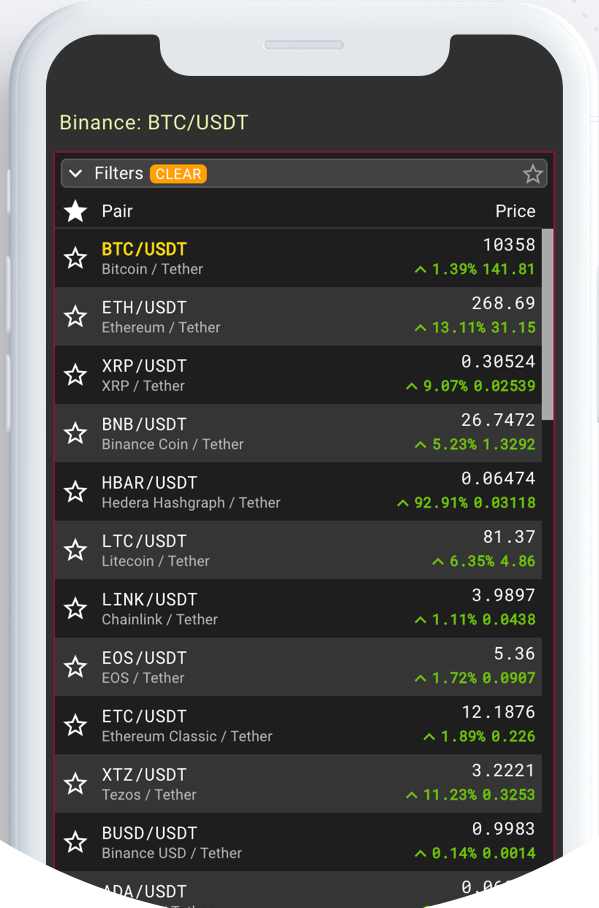 Binance: BTC/USDT
Filters CLEAR
Pair Price
BTC/USDT 10358
Bitcoin / Tether 1.39% 141.81
ETH/USDT 268.69
Ethereum / Tether 13.11% 31.15
XRP/USDT 0.30524
XRP / Tether 9.07% 0.02539
BNB/USDT 26.7472
Binance Coin / Tether 5.23% 1.3292
HBAR/USDT 0.06474
Hedera Hashgraph / Tether 92.91% 0.03118
LTC/USDT 81.37
Litecoin / Tether 6.35% 4.86
LINK/USDT 3.9897
Chainlink / Tether 1.11% 0.0438
EOS/USDT 5.36
EOS / Tether 1.72% 0.0907
ETC/USDT 12.1876
Ethereum Classic / Tether 1.89% 0.226
XTZ/USDT 3.2221
Tezos / Tether 11.23% 0.3253
BUSD/USDT 0.9983
Binance USD / Tether 0.14% 0.0014
ADA/USDT